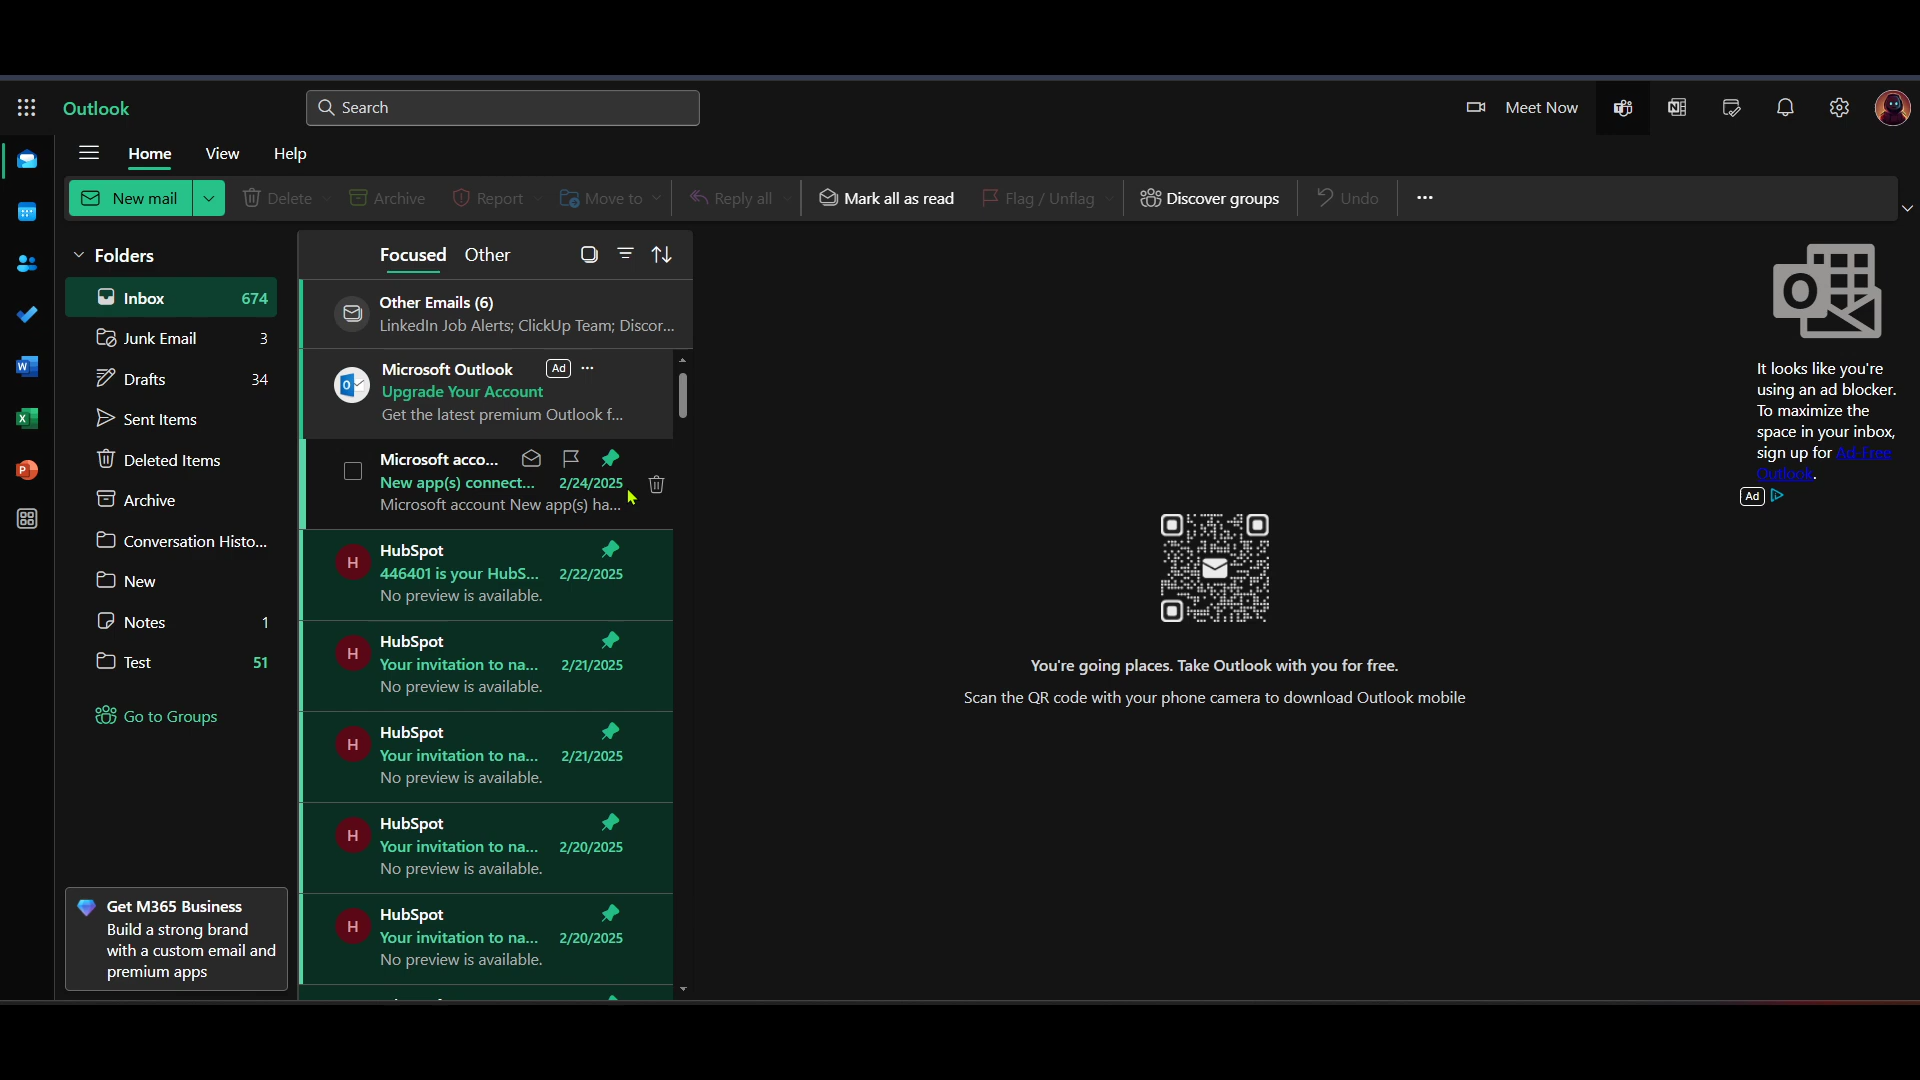 Outlook
Search
Meet Now
Home View Help
New mail Delete Archive Report Move to Reply all Mark all as read Flag / Unflag Discover groups Undo
Folders
Inbox 674
Junk Email 3
Drafts 34
Sent Items
Deleted Items
Archive
Conversation Histo...
New
Notes 1
Test 51
Go to Groups
Get M365 Business
Build a strong brand
with a custom email and
premium apps
Focused Other
Other Emails (6)
LinkedIn Job Alerts; ClickUp Team; Discor...
Microsoft Outlook Ad
Upgrade Your Account
Get the latest premium Outlook f...
Microsoft acco...
New app(s) connect... 2/24/2025
Microsoft account New app(s) ha...
H HubSpot
446401 is your HubS... 2/22/2025
No preview is available.
H HubSpot
Your invitation to na... 2/21/2025
No preview is available.
H HubSpot
Your invitation to na... 2/21/2025
No preview is available.
H HubSpot
Your invitation to na... 2/20/2025
No preview is available.
H HubSpot
Your invitation to na... 2/20/2025
No preview is available.
You're going places. Take Outlook with you for free.
Scan the QR code with your phone camera to download Outlook mobile
It looks like you're
using an ad blocker.
To maximize the
space in your inbox,
sign up for Ad-Free
Outlook.
Ad